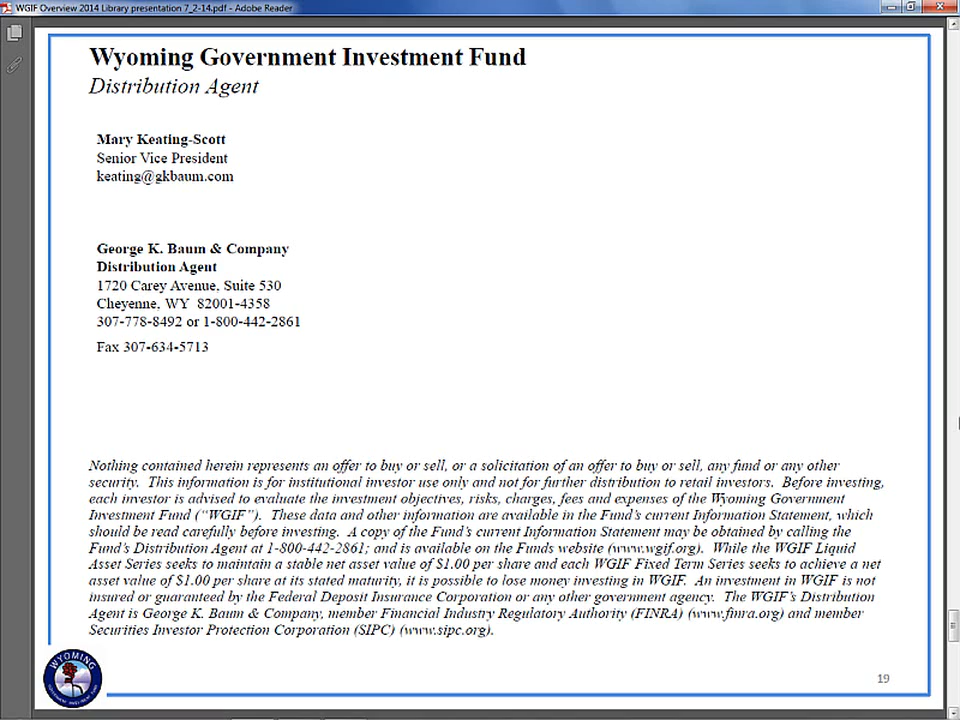 WGIF Overview 2014 Library presentation 7_2-14.pdf - Adobe Reader
Wyoming Government Investment Fund
Distribution Agent
Mary Keating-Scott
Senior Vice President
keating@gkbaum.com
George K. Baum & Company
Distribution Agent
1720 Carey Avenue, Suite 530
Cheyenne, WY  82001-4358
307-778-8492 or 1-800-442-2861
Fax 307-634-5713
Nothing contained herein represents an offer to buy or sell, or a solicitation of an offer to buy or sell, any fund or any other
security.  This information is for institutional investor use only and not for further distribution to retail investors.  Before investing,
each investor is advised to evaluate the investment objectives, risks, charges, fees and expenses of the Wyoming Government
Investment Fund (“WGIF”).  These data and other information are available in the Fund’s current Information Statement, which
should be read carefully before investing.  A copy of the Fund’s current Information Statement may be obtained by calling the
Fund’s Distribution Agent at 1-800-442-2861; and is available on the Funds website (www.wgif.org).  While the WGIF Liquid
Asset Series seeks to maintain a stable net asset value of $1.00 per share and each WGIF Fixed Term Series seeks to achieve a net
asset value of $1.00 per share at its stated maturity, it is possible to lose money investing in WGIF.  An investment in WGIF is not
insured or guaranteed by the Federal Deposit Insurance Corporation or any other government agency.  The WGIF’s Distribution
Agent is George K. Baum & Company, member Financial Industry Regulatory Authority (FINRA) (www.finra.org) and member
Securities Investor Protection Corporation (SIPC) (www.sipc.org).
WYOMING
GOVERNMENT INVESTMENT FUND
19